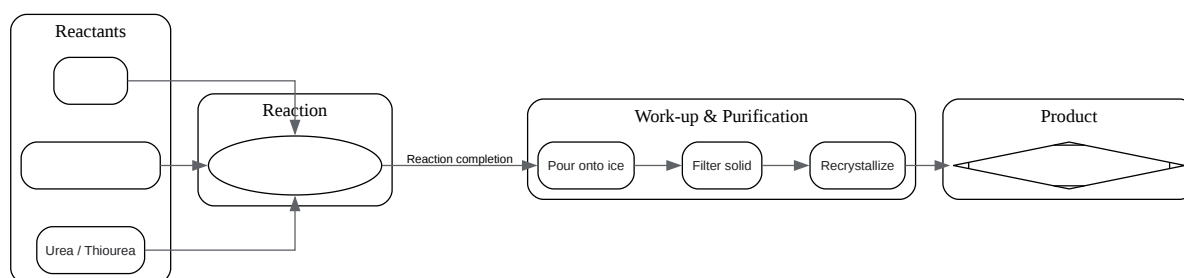 Reactants
Urea / Thiourea
Reaction
Reaction completion
Work-up & Purification
Pour onto ice
Filter solid
Recrystallize
Product